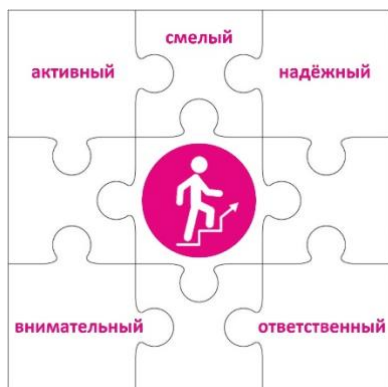 смелый
активный
надёжный
внимательный
ответственный